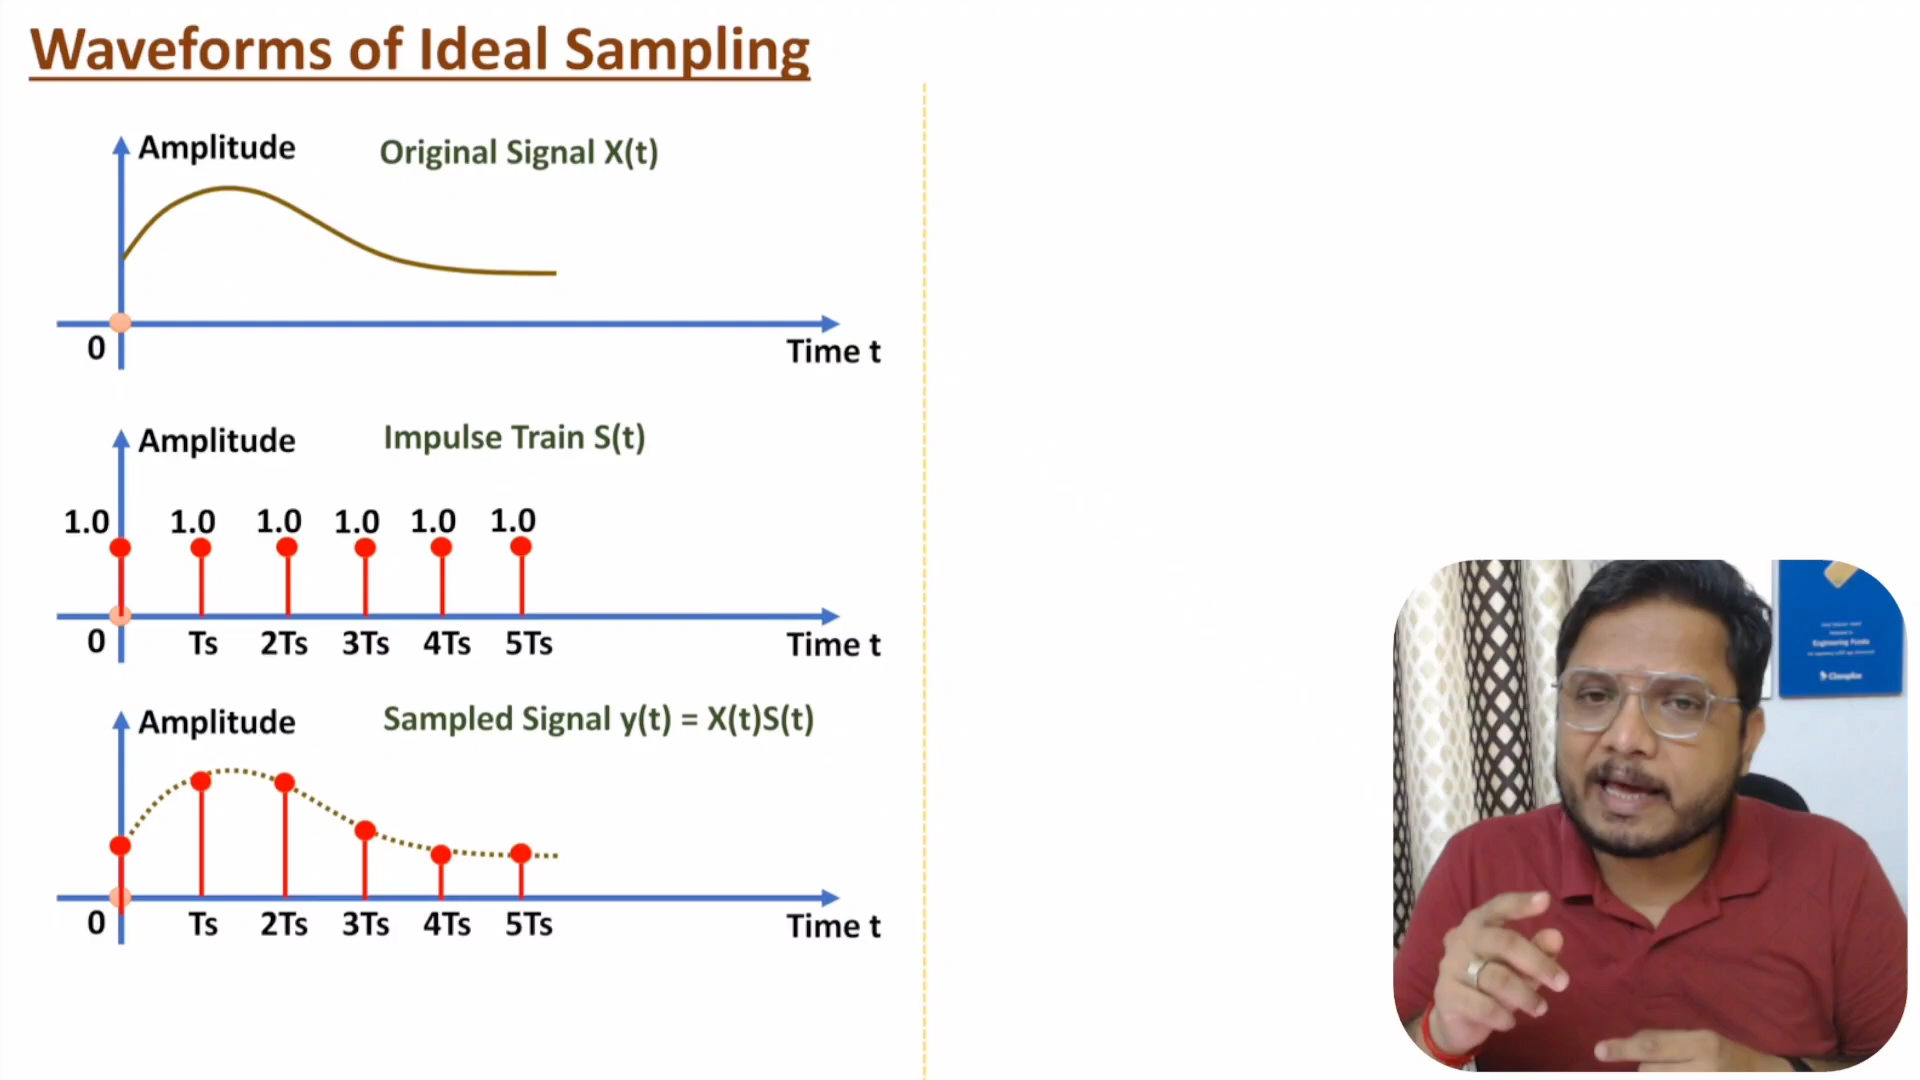 Waveforms of Ideal Sampling
Amplitude
Original Signal X(t)
0
Time t
Amplitude
Impulse Train S(t)
1.0 1.0 1.0 1.0 1.0 1.0
0 Ts 2Ts 3Ts 4Ts 5Ts Time t
Amplitude
Sampled Signal y(t) = X(t)S(t)
0 Ts 2Ts 3Ts 4Ts 5Ts Time t
Engineering Funda